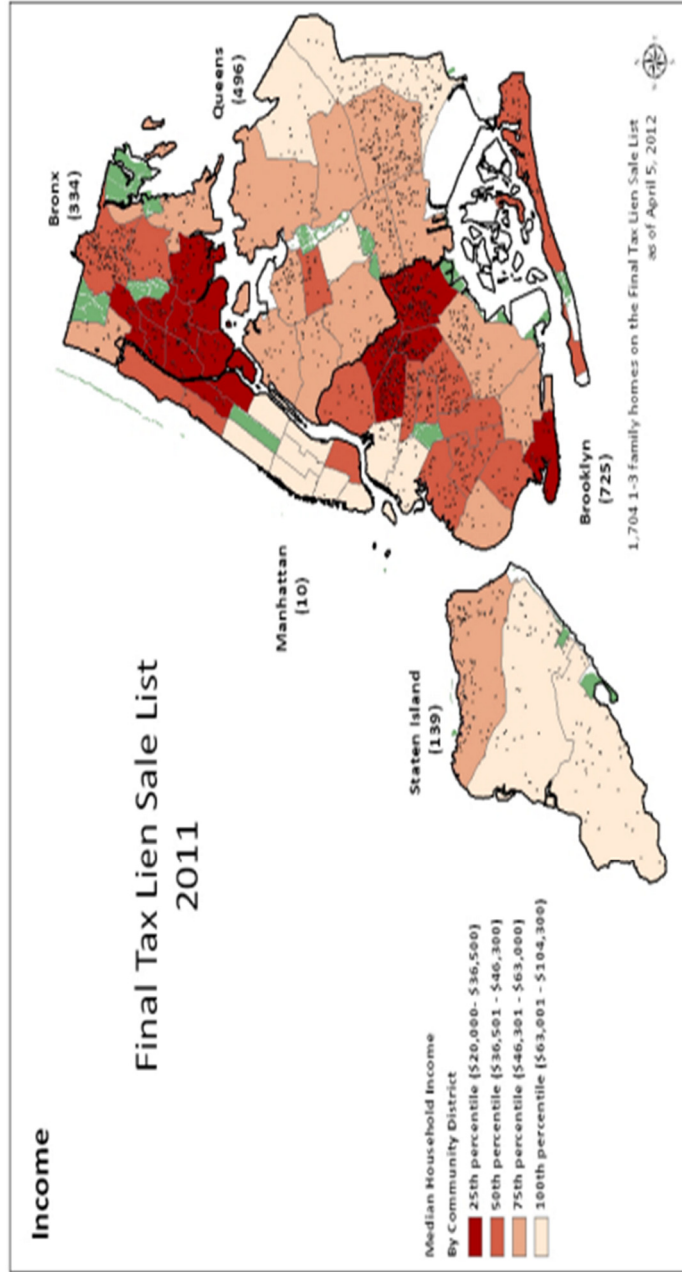 Income
Final Tax Lien Sale List
2011
Bronx
(334)
Queens
(496)
Manhattan
(10)
Staten Island
(139)
Brooklyn
(725)
Median Household Income
By Community District
25th percentile ($20,000- $36,500)
50th percentile ($36,501 - $46,300)
75th percentile ($46,301 - $63,000)
100th percentile ($63,001 - $104,300)
1,704 1-3 family homes on the Final Tax Lien Sale List
as of April 5, 2012